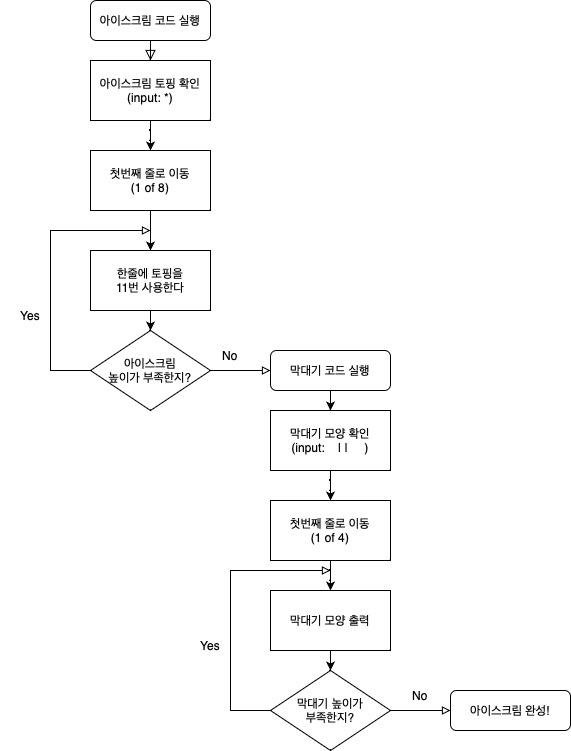 아이스크림 코드 실행
아이스크림 토핑 확인
(input: *)
첫번째 줄로 이동
(1 of 8)
한줄에 토핑을
11번 사용한다
Yes
아이스크림
높이가 부족한지?
No
막대기 코드 실행
막대기 모양 확인
(input:    | |    )
첫번째 줄로 이동
(1 of 4)
막대기 모양 출력
Yes
막대기 높이가
부족한지?
No
아이스크림 완성!